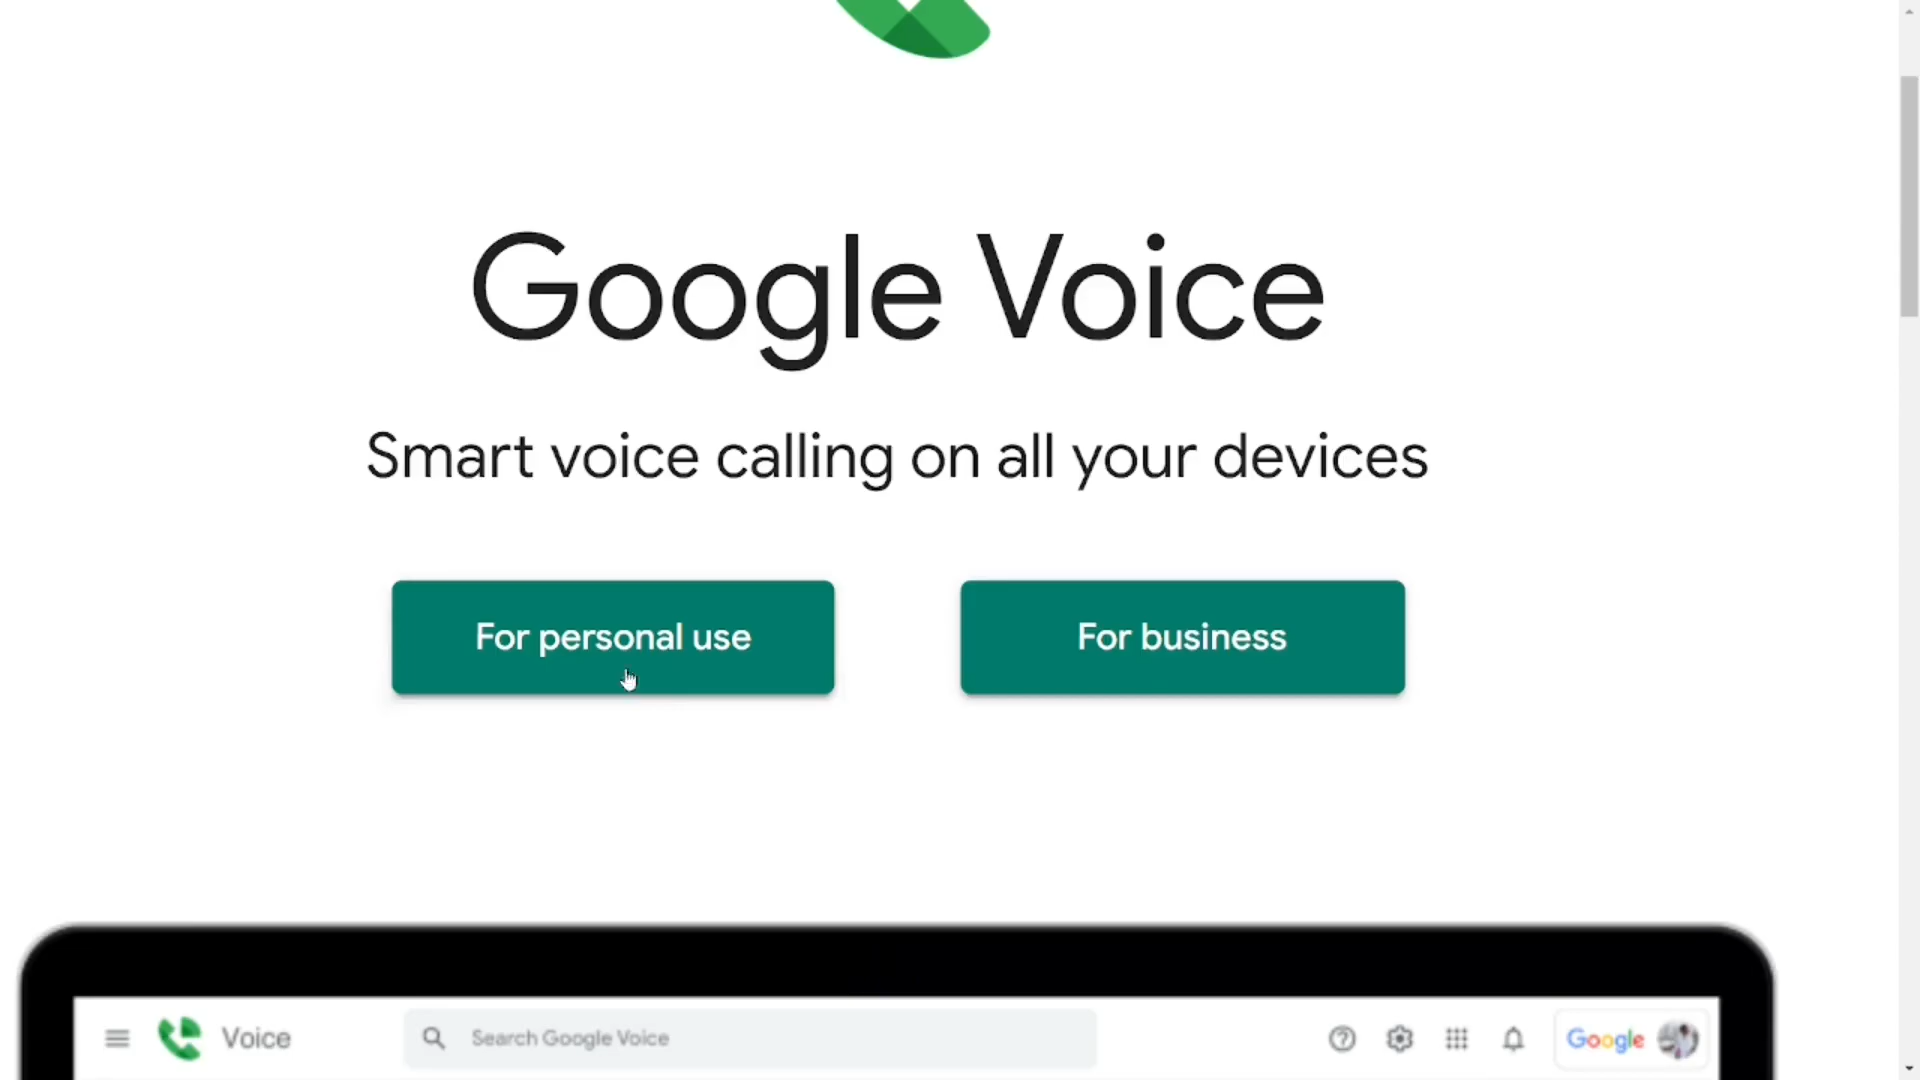 Google Voice
Smart voice calling on all your devices
For personal use
For business
Voice
Search Google Voice
Google